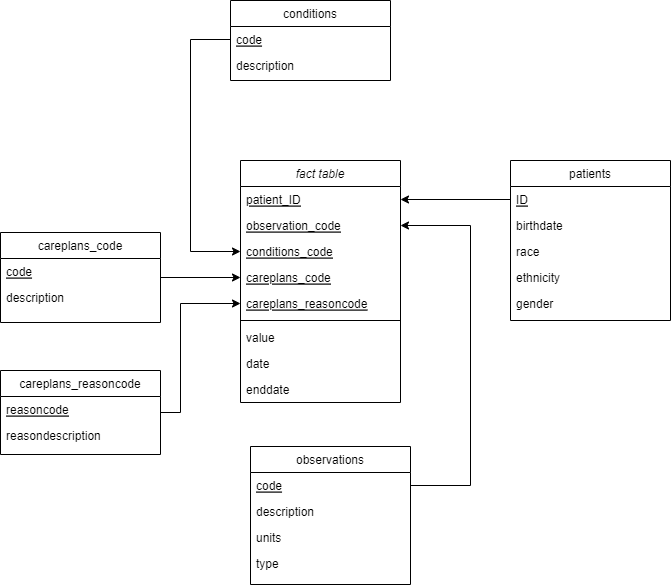 conditions
code
description
fact table
patient_ID
observation_code
conditions_code
careplans_code
careplans_reasoncode
value
date
enddate
patients
ID
birthdate
race
ethnicity
gender
careplans_code
code
description
careplans_reasoncode
reasoncode
reasondescription
observations
code
description
units
type